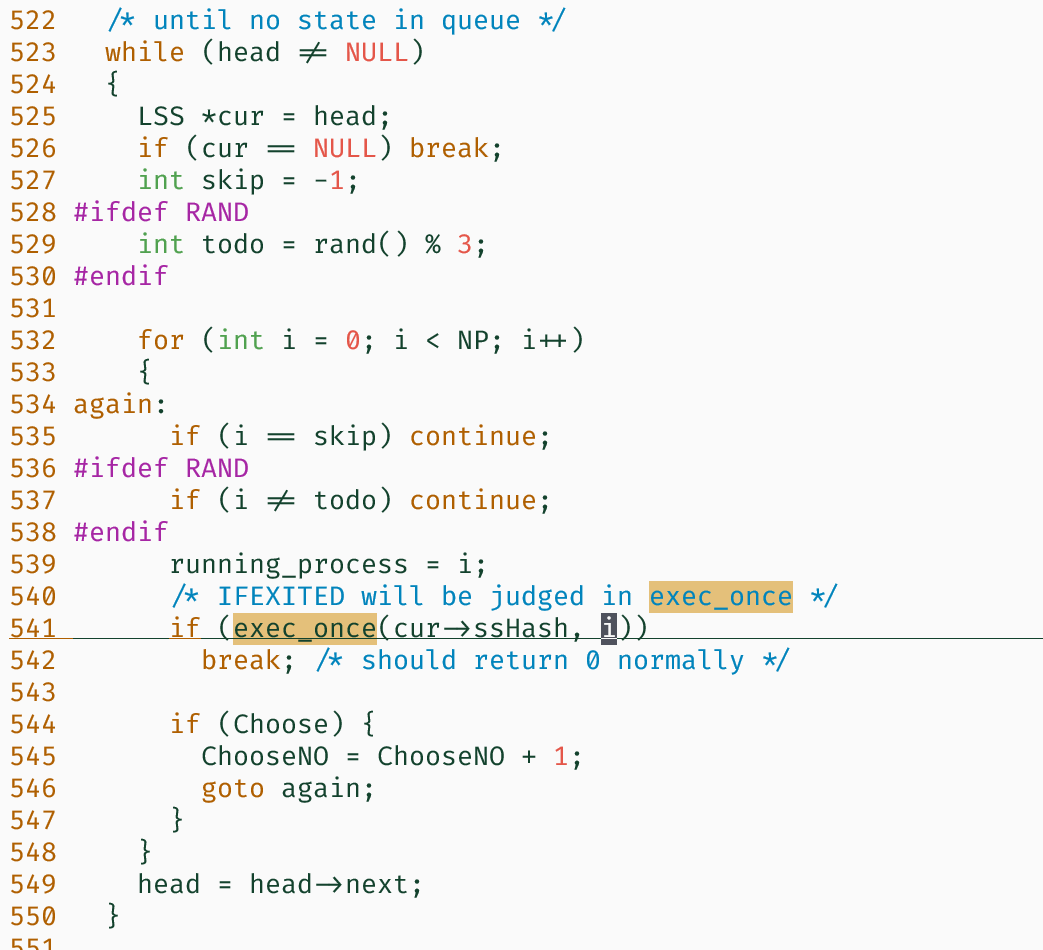 522   /* until no state in queue */
523   while (head != NULL)
524   {
525     LSS *cur = head;
526     if (cur == NULL) break;
527     int skip = -1;
528 #ifdef RAND
529     int todo = rand() % 3;
530 #endif
531
532     for (int i = 0; i < NP; i++)
533     {
534 again:
535       if (i == skip) continue;
536 #ifdef RAND
537       if (i != todo) continue;
538 #endif
539       running_process = i;
540       /* IFEXITED will be judged in exec_once */
541       if (exec_once(cur->ssHash, i))
542         break; /* should return 0 normally */
543
544       if (Choose) {
545         ChooseNO = ChooseNO + 1;
546         goto again;
547       }
548     }
549     head = head->next;
550   }
551